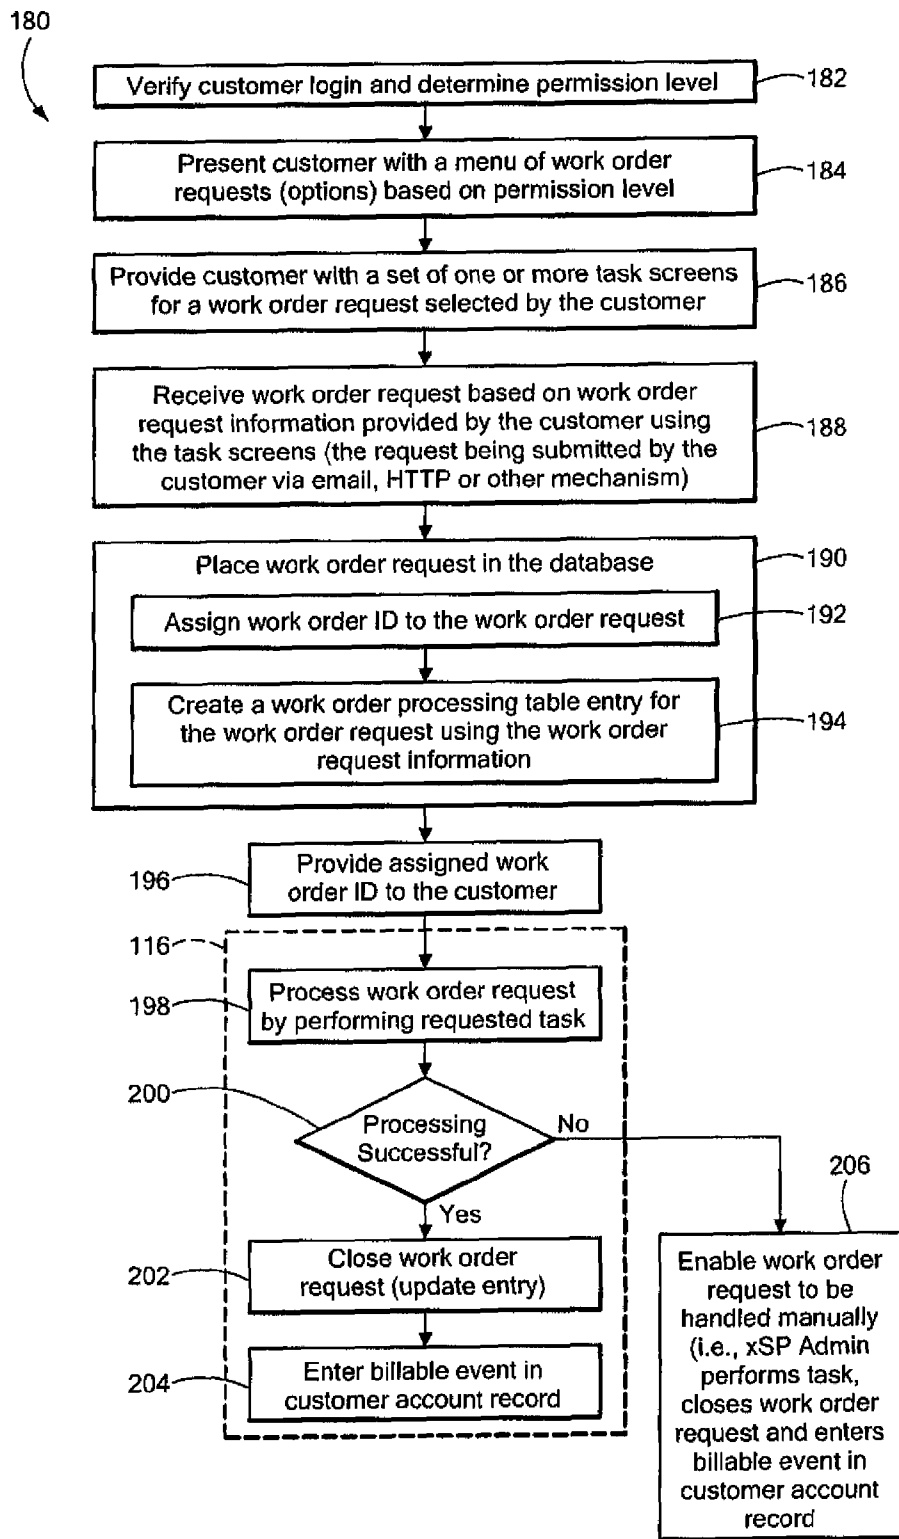 180
Verify customer login and determine permission level
182
Present customer with a menu of work order
requests (options) based on permission level
184
Provide customer with a set of one or more task screens
for a work order request selected by the customer
186
Receive work order request based on work order
request information provided by the customer using
the task screens (the request being submitted by the
customer via email, HTTP or other mechanism)
188
Place work order request in the database
190
Assign work order ID to the work order request
192
Create a work order processing table entry for
the work order request using the work order
request information
194
Provide assigned work
order ID to the customer
196
116
Process work order request
by performing requested task
198
200
Processing
Successful?
No
Yes
206
Close work order
request (update entry)
202
Enter billable event in
customer account record
204
Enable work order
request to be
handled manually
(i.e., xSP Admin
performs task,
closes work order
request and enters
billable event in
customer account
record